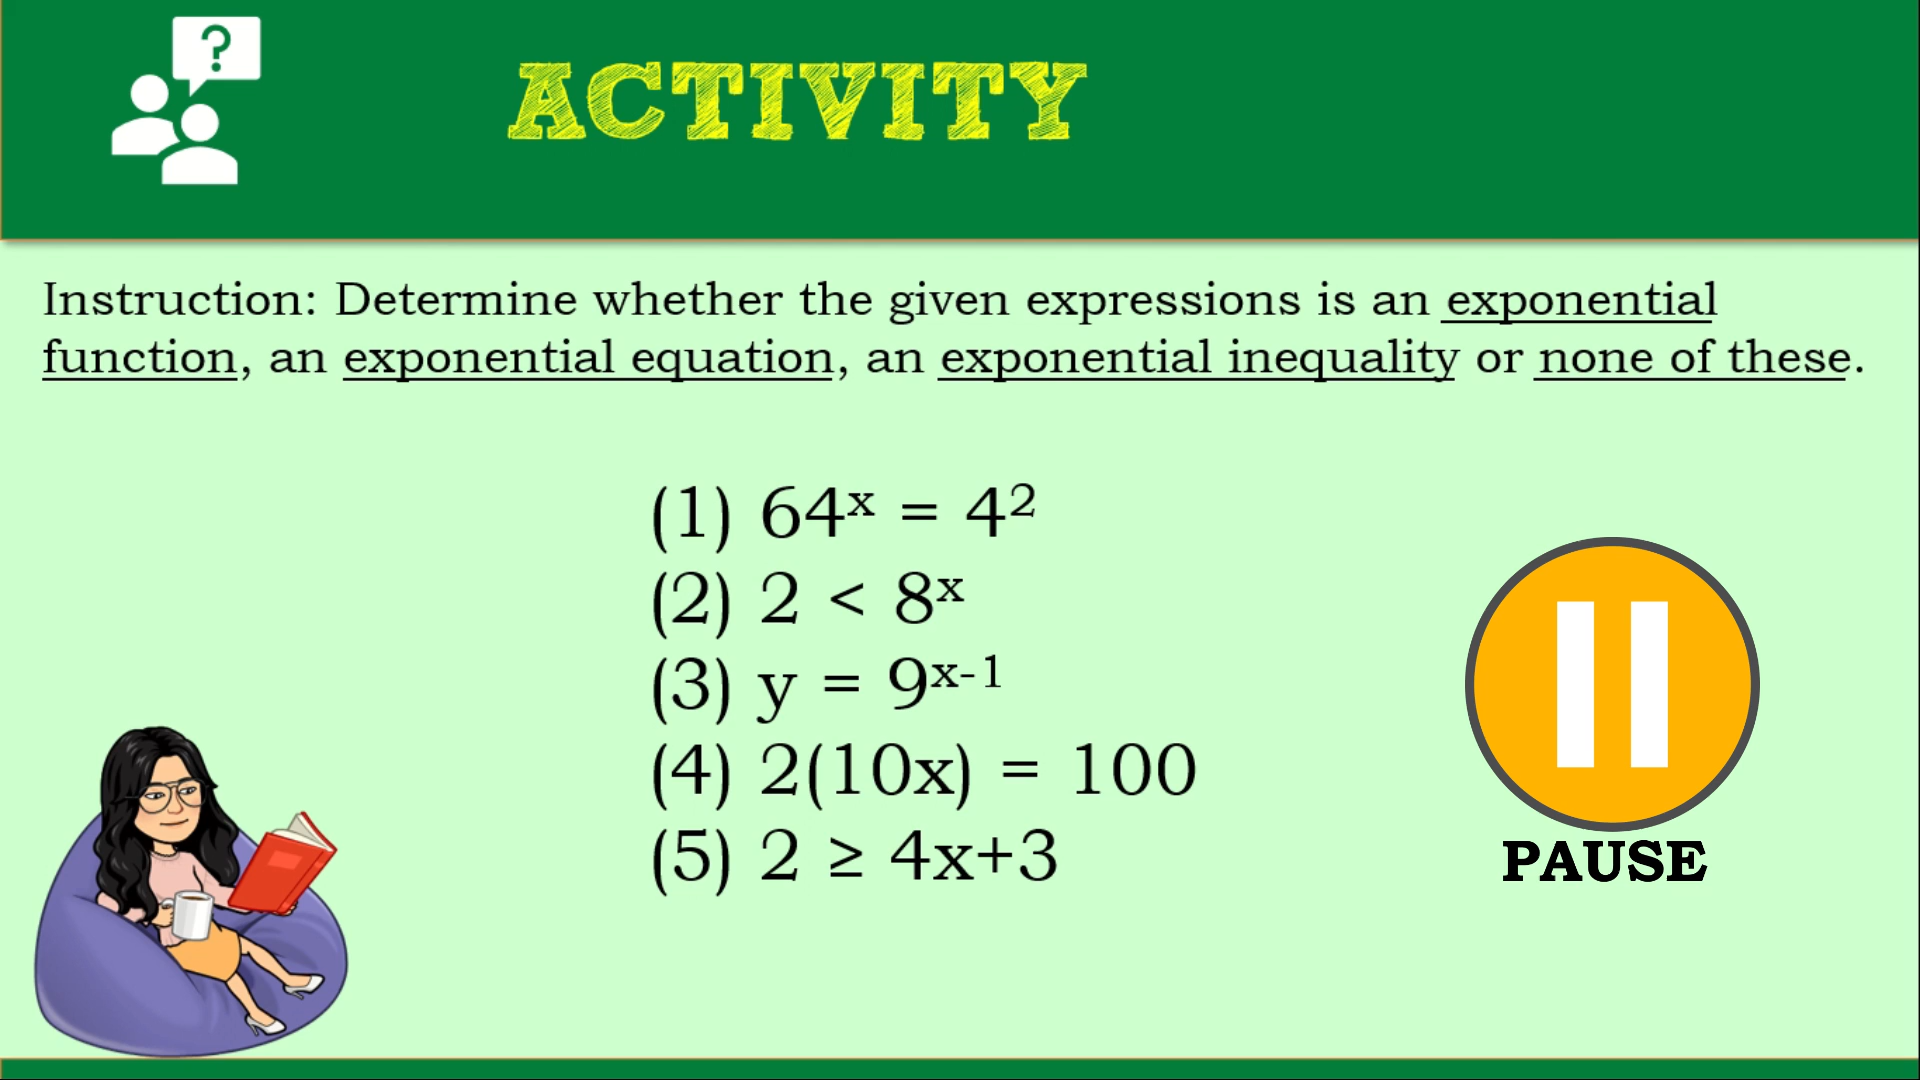 ?
ACTIVITY
Instruction: Determine whether the given expressions is an exponential
function, an exponential equation, an exponential inequality or none of these.
(1) 64ˣ = 4²
(2) 2 < 8ˣ
(3) y = 9ˣ⁻¹
(4) 2(10x) = 100
(5) 2 ≥ 4x+3
PAUSE